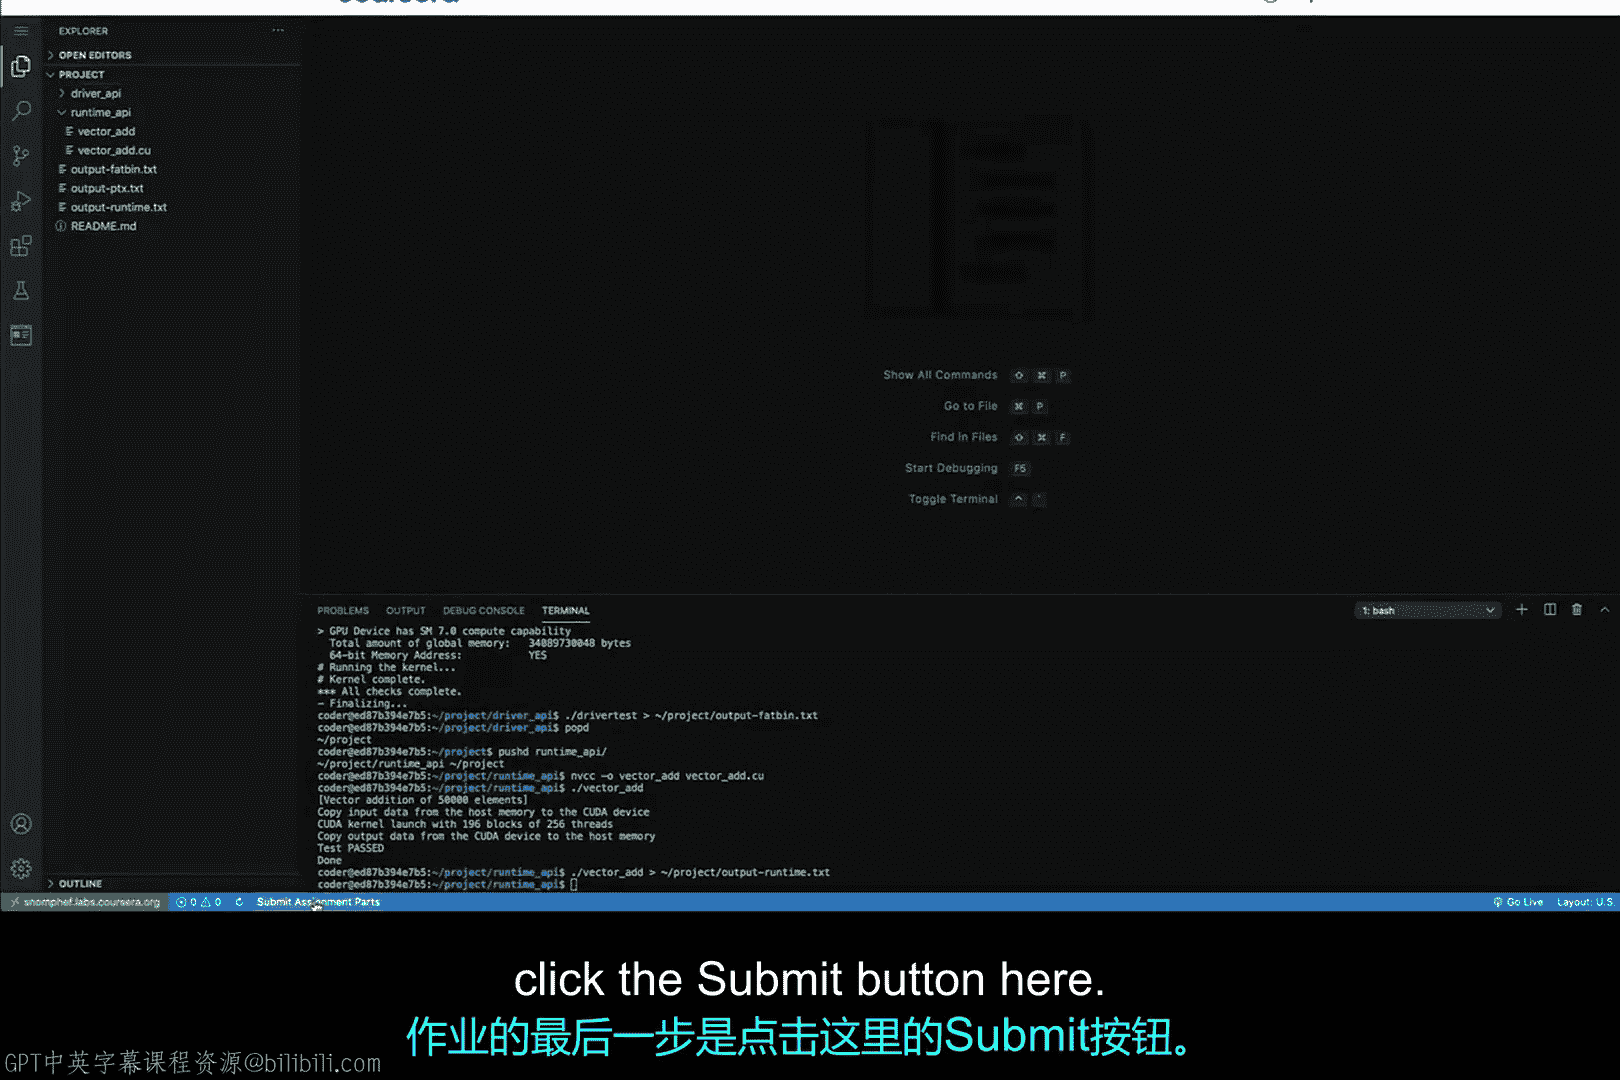 EXPLORER
OPEN EDITORS
PROJECT
driver_api
runtime_api
vector_add
vector_add.cu
output-fatbin.txt
output-ptx.txt
output-runtime.txt
README.md
Show All Commands ⇧ ⌘ P
Go to File ⌘ P
Find in Files ⇧ ⌘ F
Start Debugging F5
Toggle Terminal ^ `
PROBLEMS OUTPUT DEBUG CONSOLE TERMINAL 1: bash
> GPU Device has SM 7.0 compute capability
Total amount of global memory: 34089730048 bytes
64-bit Memory Address: YES
# Running the kernel...
# Kernel complete.
*** All checks complete.
- Finalizing...
coder@ed87b394e7b5:~/project/driver_api$ ./drivertest > ~/project/output-fatbin.txt
coder@ed87b394e7b5:~/project/driver_api$ popd
~/project
coder@ed87b394e7b5:~/project$ pushd runtime_api/
~/project/runtime_api ~/project
coder@ed87b394e7b5:~/project/runtime_api$ nvcc -o vector_add vector_add.cu
coder@ed87b394e7b5:~/project/runtime_api$ ./vector_add
[Vector addition of 50000 elements]
Copy input data from the host memory to the CUDA device
CUDA kernel launch with 196 blocks of 256 threads
Copy output data from the CUDA device to the host memory
Test PASSED
Done
coder@ed87b394e7b5:~/project/runtime_api$ ./vector_add > ~/project/output-runtime.txt
coder@ed87b394e7b5:~/project/runtime_api$
OUTLINE
snomphef.labs.coursera.org 0 0 Submit Assignment Parts Go Live Layout: U.S.
click the Submit button here.
作业的最后一步是点击这里的Submit按钮。
GPT中英字幕课程资源@bilibili.com